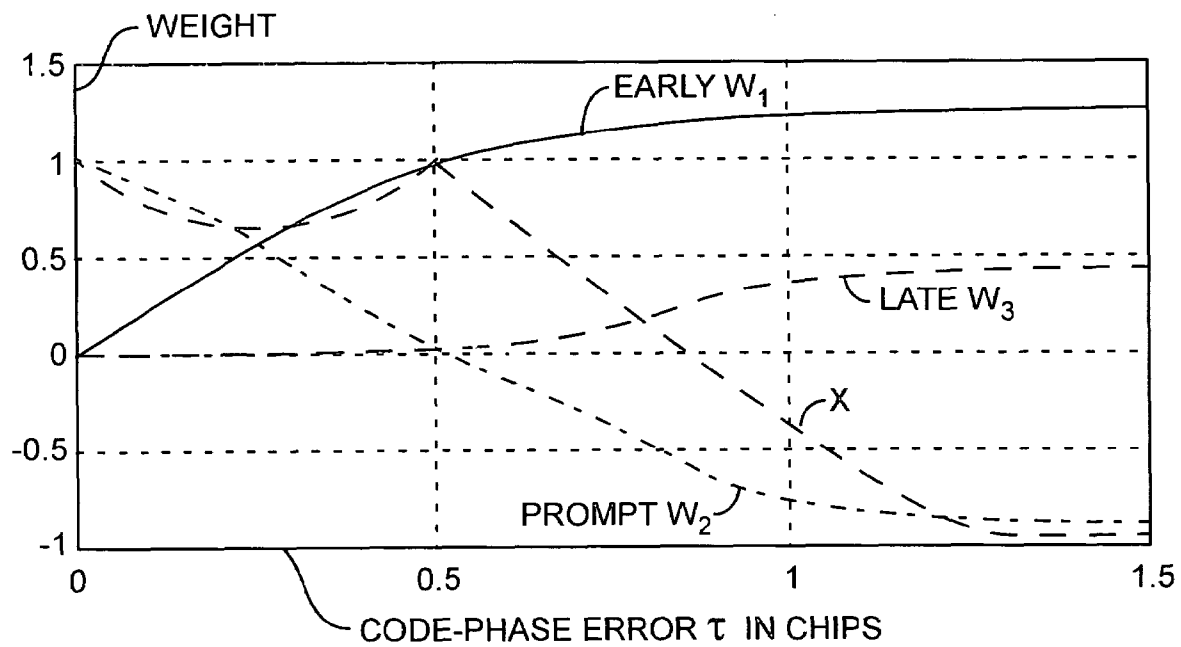 WEIGHT
1.5
EARLY W1
1
0.5
LATE W3
0
X
-0.5
PROMPT W2
-1
0 0.5 1 1.5
CODE-PHASE ERROR τ IN CHIPS